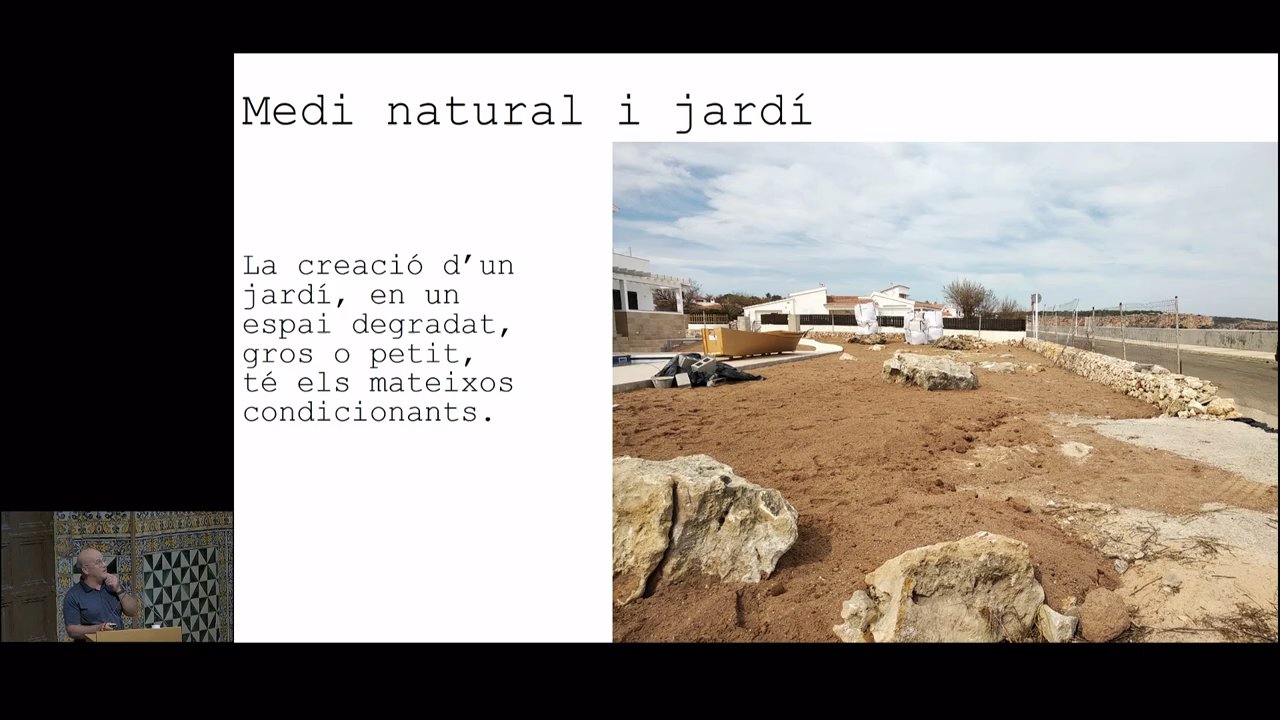 Medi natural i jardí
La creació d’un
jardí, en un
espai degradat,
gros o petit,
té els mateixos
condicionants.